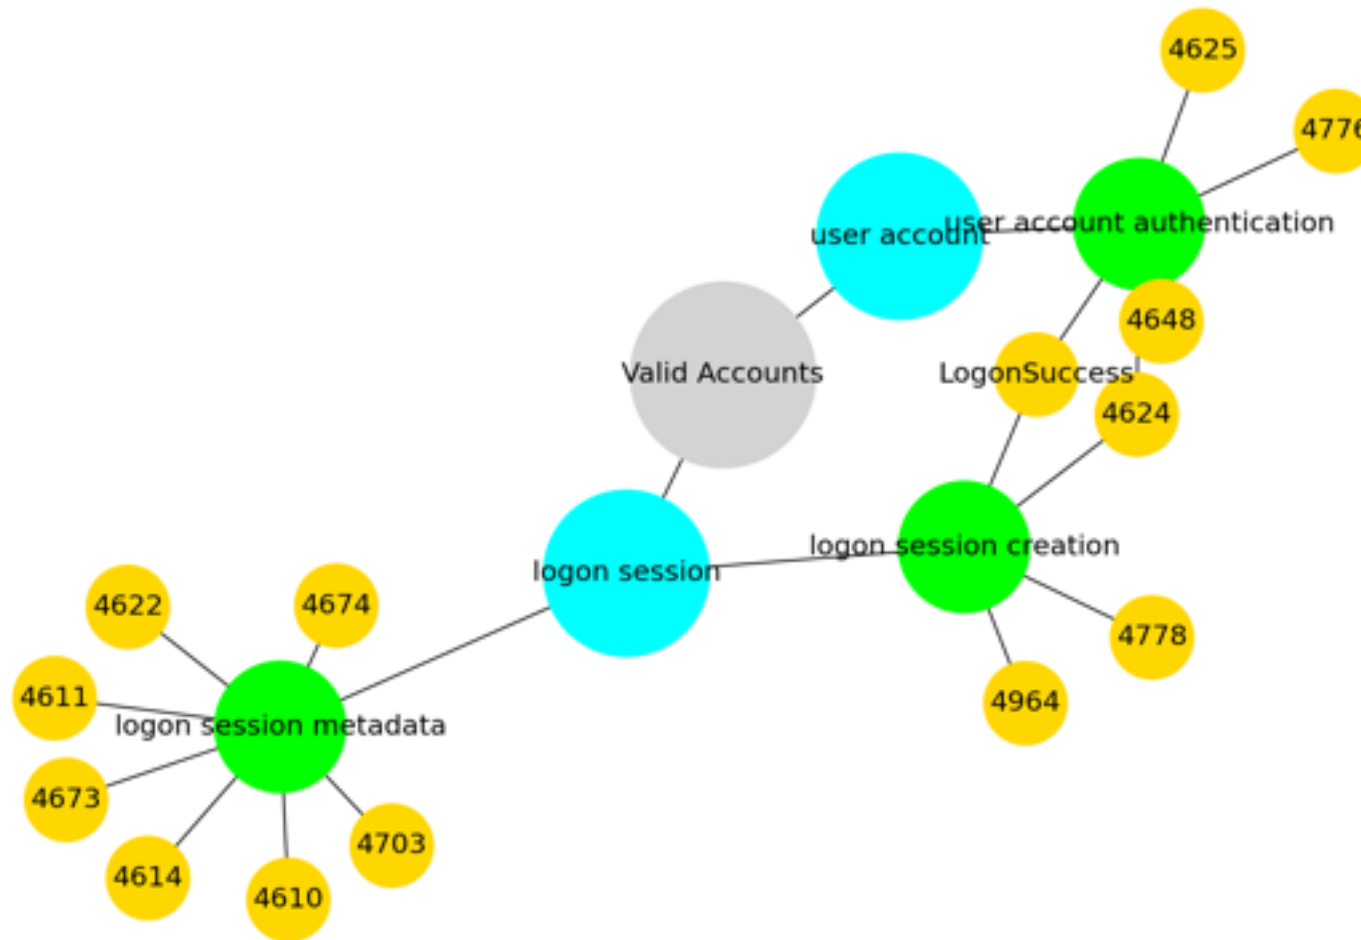 4625
4776
user account authentication
user account
4648
Valid Accounts
LogonSuccess
4624
logon session creation
logon session
4622
4674
4778
4611
4964
logon session metadata
4673
4703
4614
4610